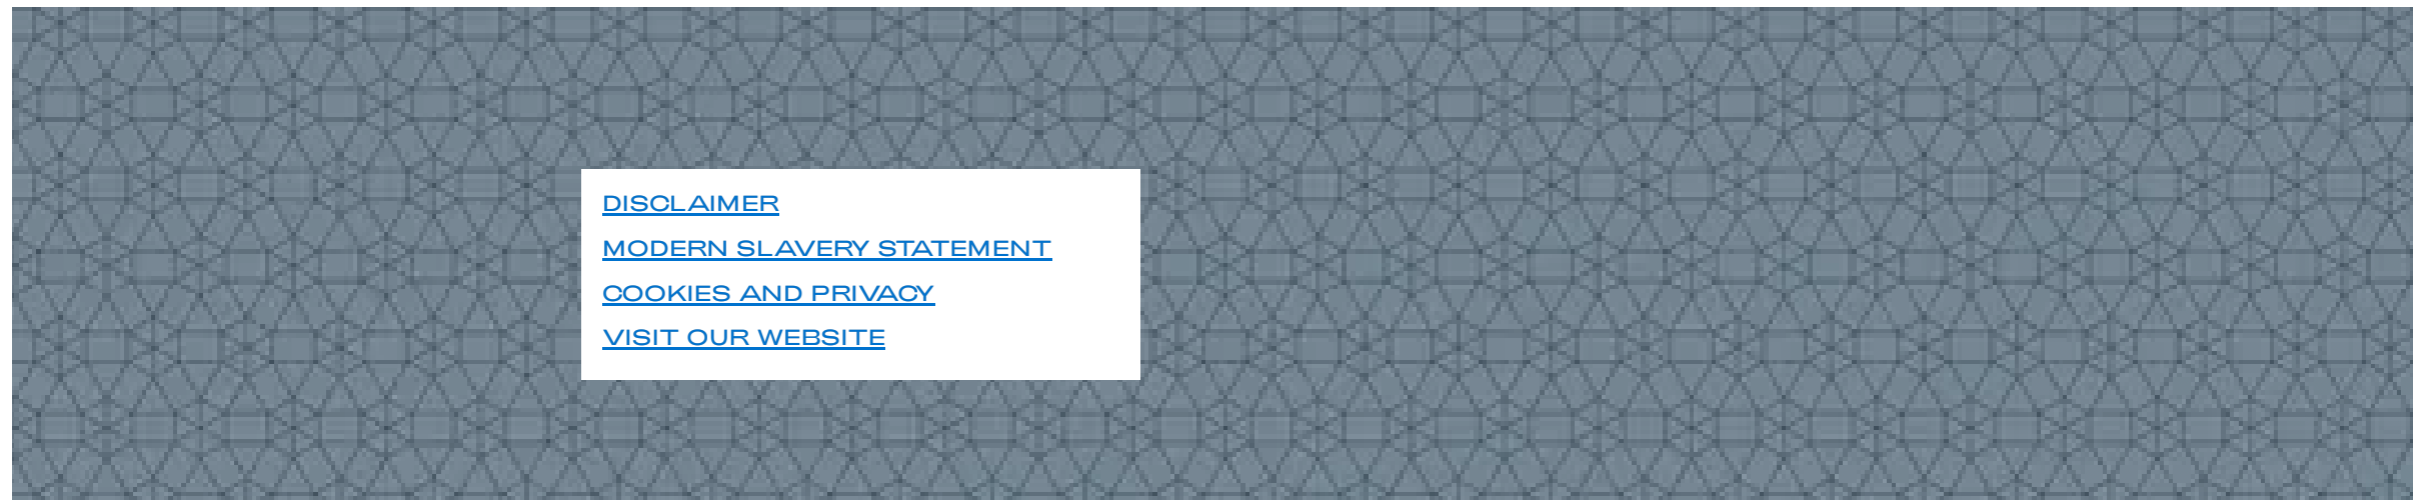 DISCLAIMER
MODERN SLAVERY STATEMENT
COOKIES AND PRIVACY
VISIT OUR WEBSITE